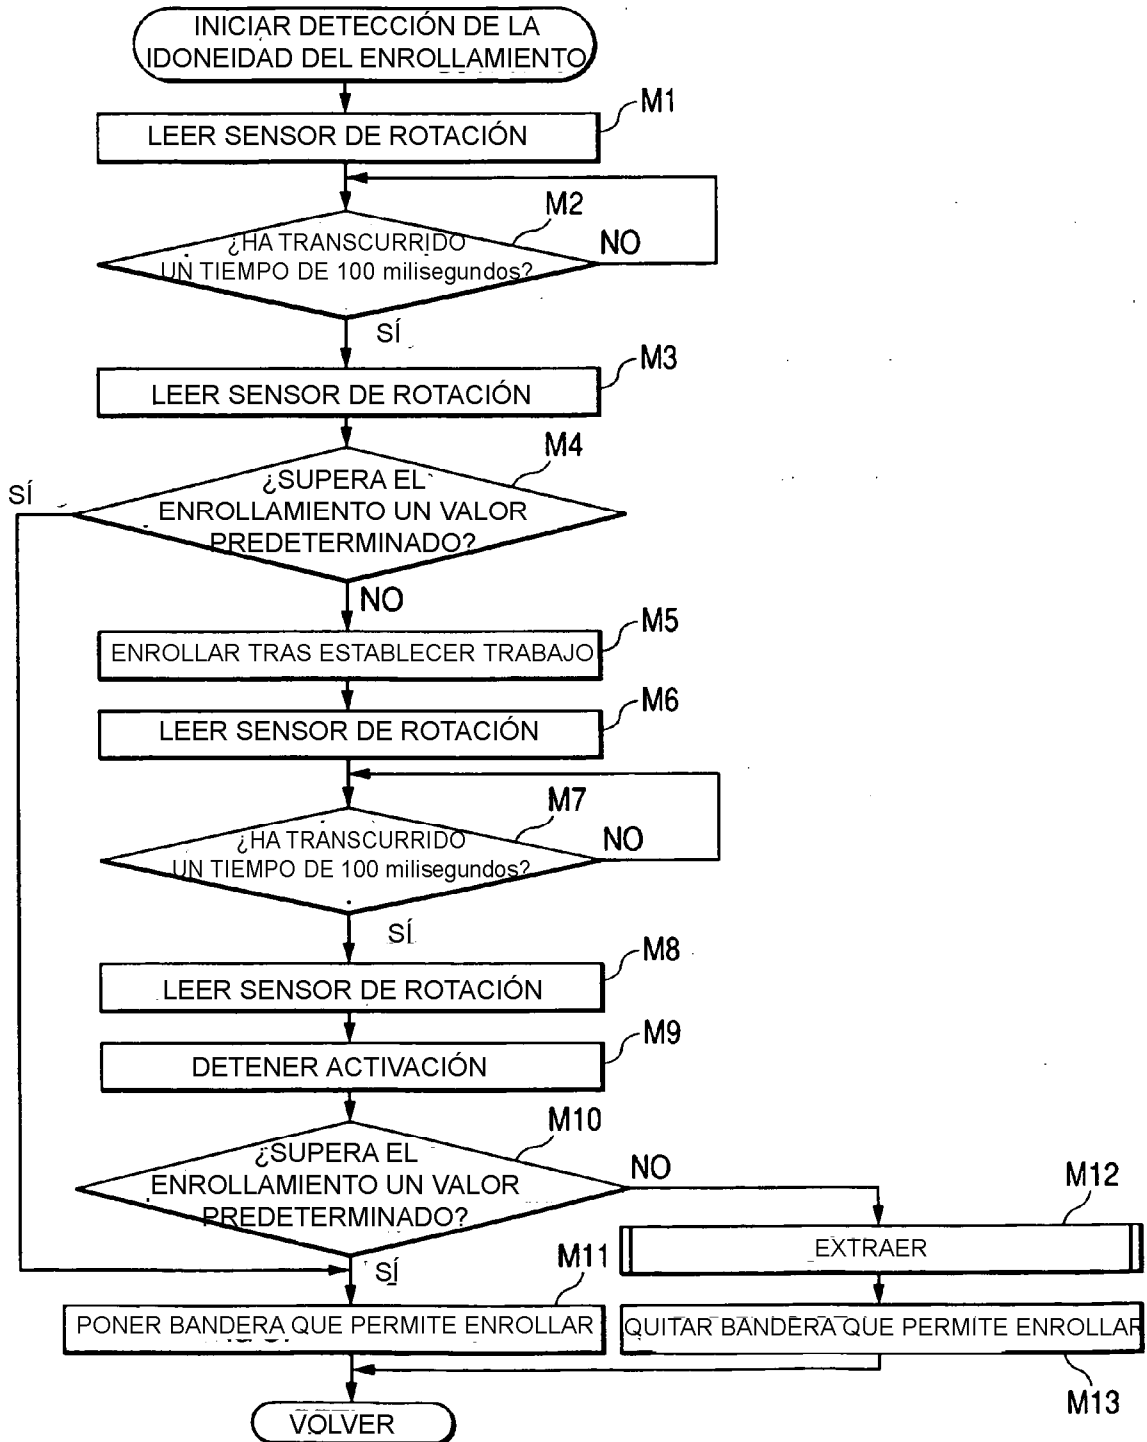 INICIAR DETECCIÓN DE LA
IDONEIDAD DEL ENROLLAMIENTO
M1
LEER SENSOR DE ROTACIÓN
M2
¿HA TRANSCURRIDO
UN TIEMPO DE 100 milisegundos?
NO
SÍ
M3
LEER SENSOR DE ROTACIÓN
M4
¿SUPERA EL
ENROLLAMIENTO UN VALOR
PREDETERMINADO?
SÍ
NO
M5
ENROLLAR TRAS ESTABLECER TRABAJO
M6
LEER SENSOR DE ROTACIÓN
M7
¿HA TRANSCURRIDO
UN TIEMPO DE 100 milisegundos?
NO
SÍ
M8
LEER SENSOR DE ROTACIÓN
M9
DETENER ACTIVACIÓN
M10
¿SUPERA EL
ENROLLAMIENTO UN VALOR
PREDETERMINADO?
NO
SÍ
M12
EXTRAER
M11
PONER BANDERA QUE PERMITE ENROLLAR
QUITAR BANDERA QUE PERMITE ENROLLAR
M13
VOLVER